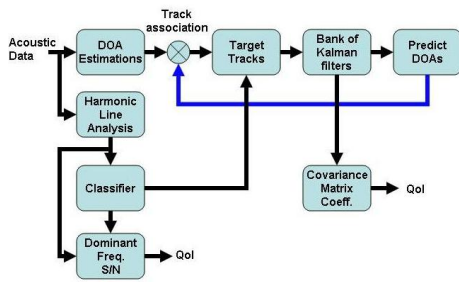 Track
association
Acoustic
Data
DOA
Estimations
Target
Tracks
Bank of
Kalman
filters
Predict
DOAs
Harmonic
Line
Analysis
Classifier
Covariance
Matrix
Coeff.
QoI
Dominant
Freq.
S/N
QoI